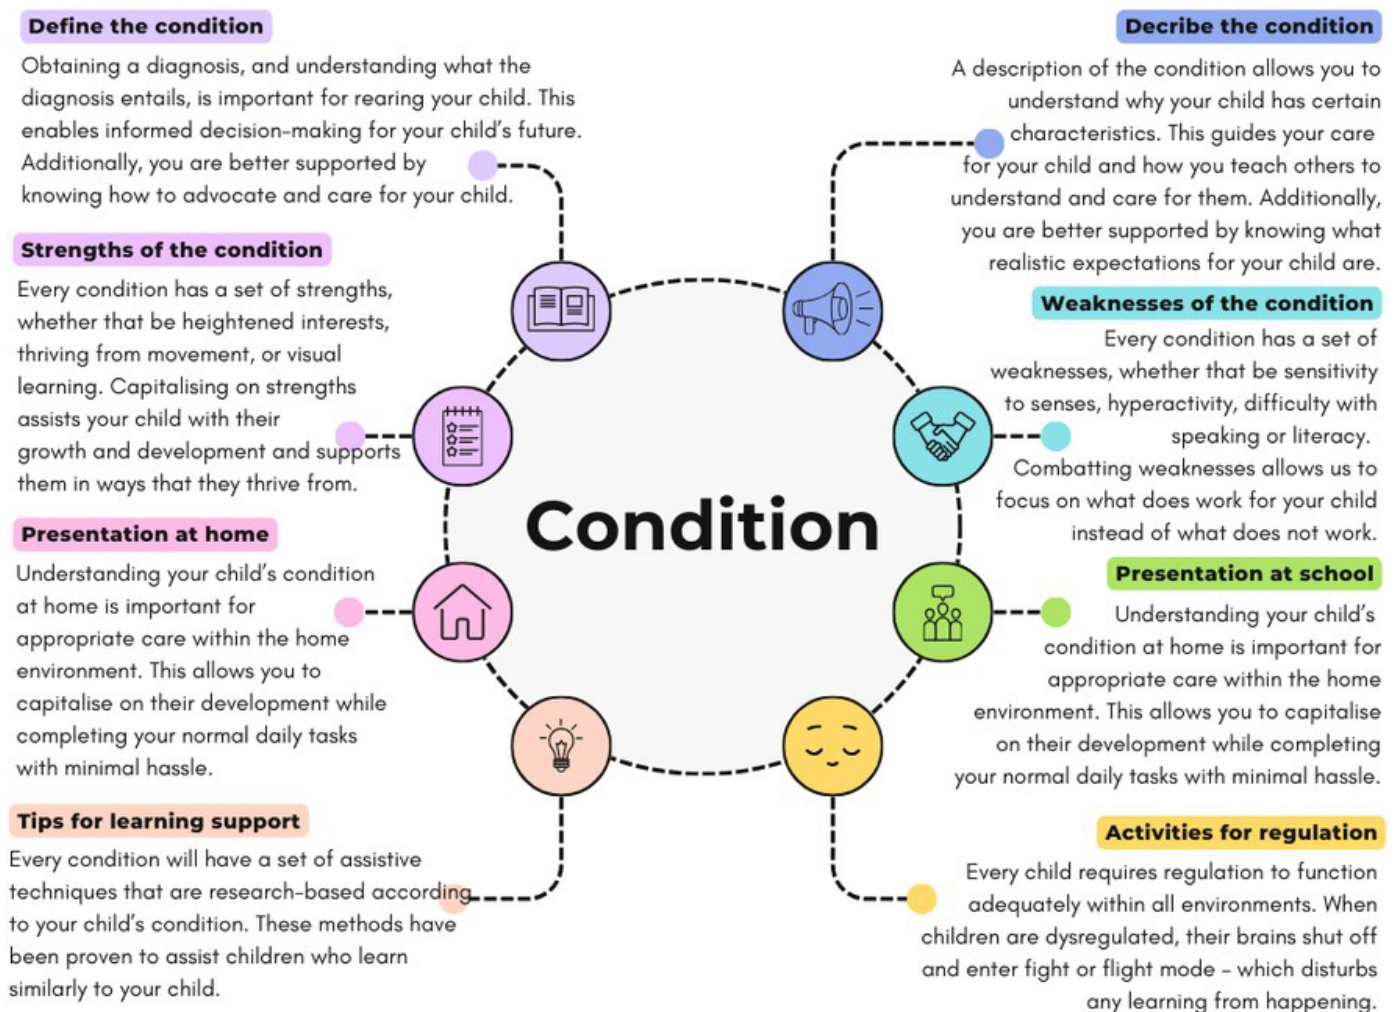 Define the condition
Obtaining a diagnosis, and understanding what the
diagnosis entails, is important for rearing your child. This
enables informed decision-making for your child's future.
Additionally, you are better supported by
knowing how to advocate and care for your child.
Strengths of the condition
Every condition has a set of strengths,
whether that be heightened interests,
thriving from movement, or visual
learning. Capitalising on strengths
assists your child with their
growth and development and supports
them in ways that they thrive from.
Presentation at home
Understanding your child's condition
at home is important for
appropriate care within the home
environment. This allows you to
capitalise on their development while
completing your normal daily tasks
with minimal hassle.
Tips for learning support
Every condition will have a set of assistive
techniques that are research-based according
to your child's condition. These methods have
been proven to assist children who learn
similarly to your child.
Condition
Decribe the condition
A description of the condition allows you to
understand why your child has certain
characteristics. This guides your care
for your child and how you teach others to
understand and care for them. Additionally,
you are better supported by knowing what
realistic expectations for your child are.
Weaknesses of the condition
Every condition has a set of
weaknesses, whether that be sensitivity
to senses, hyperactivity, difficulty with
speaking or literacy.
Combatting weaknesses allows us to
focus on what does work for your child
instead of what does not work.
Presentation at school
Understanding your child's
condition at home is important for
appropriate care within the home
environment. This allows you to capitalise
on their development while completing
your normal daily tasks with minimal hassle.
Activities for regulation
Every child requires regulation to function
adequately within all environments. When
children are dysregulated, their brains shut off
and enter fight or flight mode – which disturbs
any learning from happening.